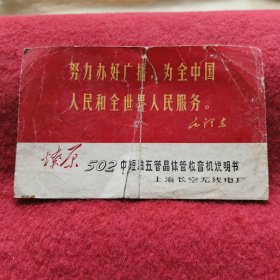 努力办好广播，为全中国
人民和全世界人民服务。
毛泽东
燎原 502 中短波五管晶体管收音机说明书
上海长空无线电厂